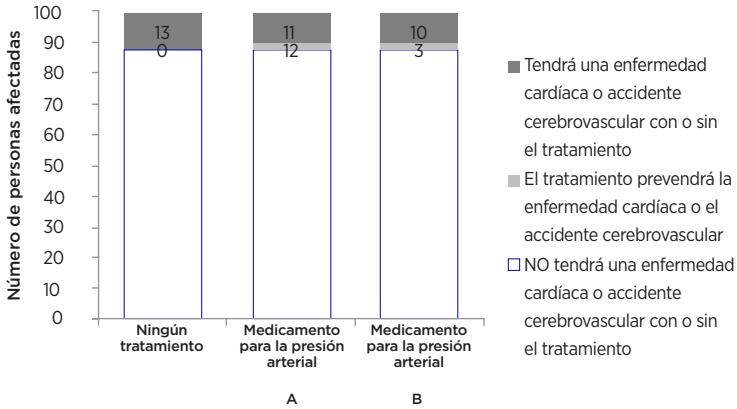 Número de personas afectadas
100
90
80
70
60
50
40
30
20
10
0
13
0
11
12
10
3
Ningún
tratamiento
Medicamento
para la presión
arterial
A
Medicamento
para la presión
arterial
B
Tendrá una enfermedad
cardíaca o accidente
cerebrovascular con o sin
el tratamiento
El tratamiento prevendrá la
enfermedad cardíaca o el
accidente cerebrovascular
NO tendrá una enfermedad
cardíaca o accidente
cerebrovascular con o sin
el tratamiento